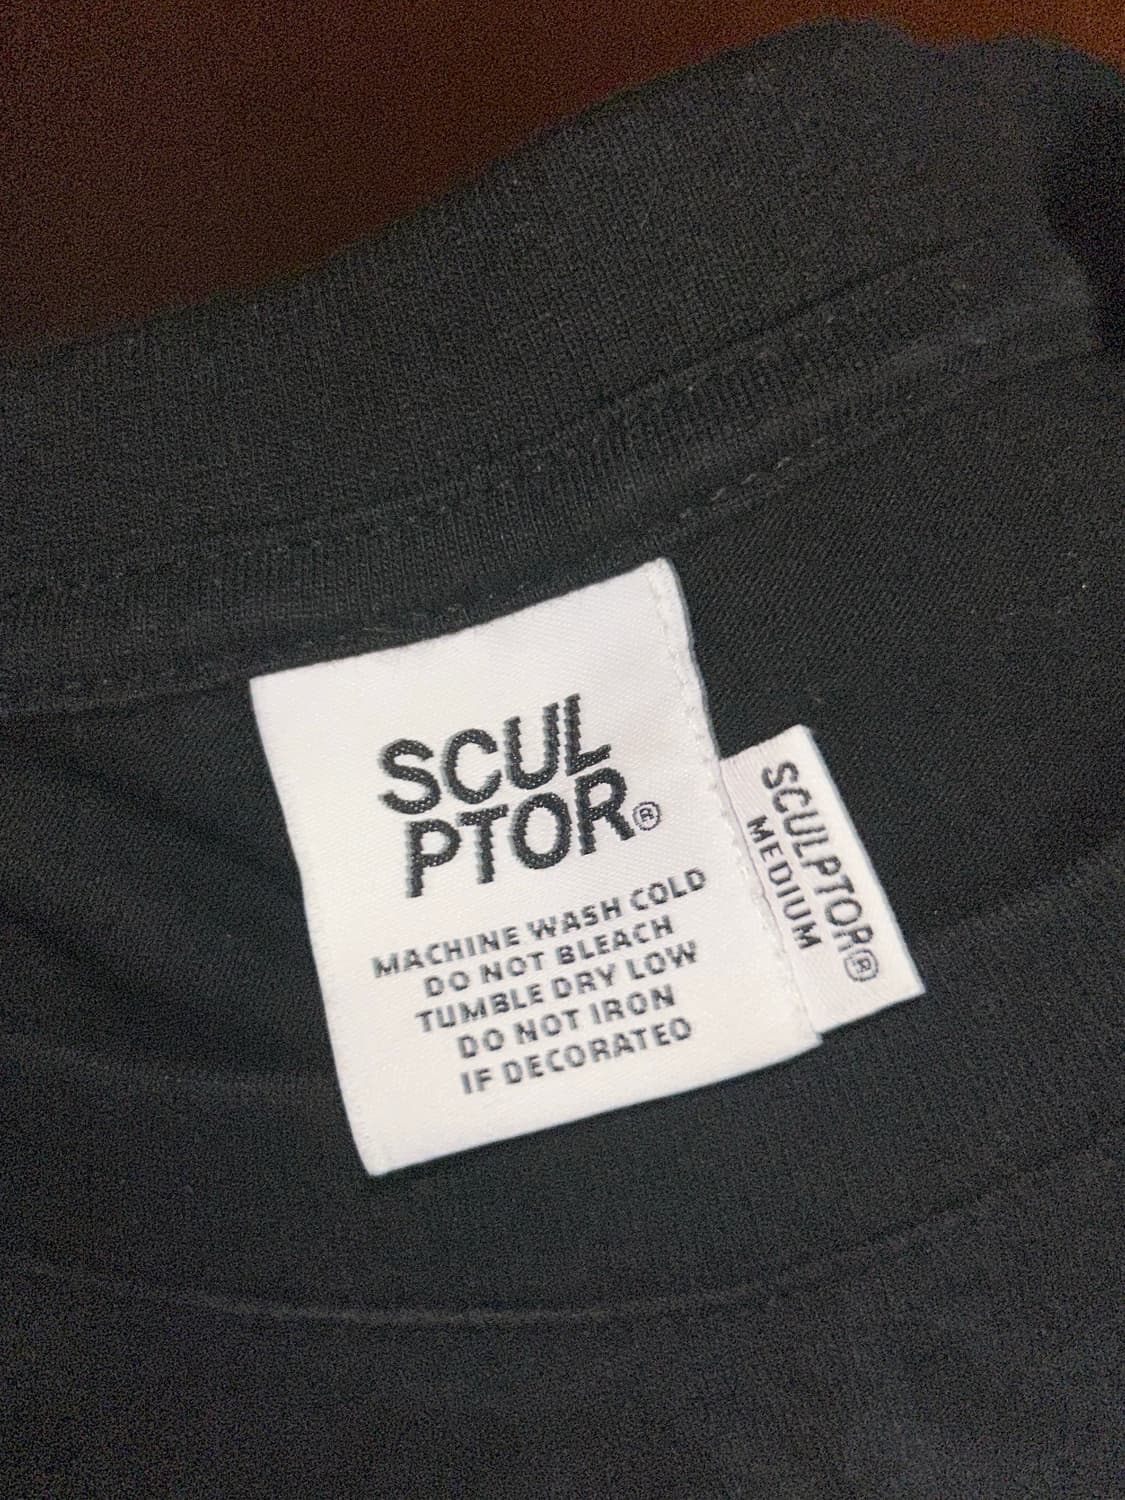 SCUL
PTOR®
MACHINE WASH COLD
DO NOT BLEACH
TUMBLE DRY LOW
DO NOT IRON
IF DECORATED
SCULPTOR®
MEDIUM